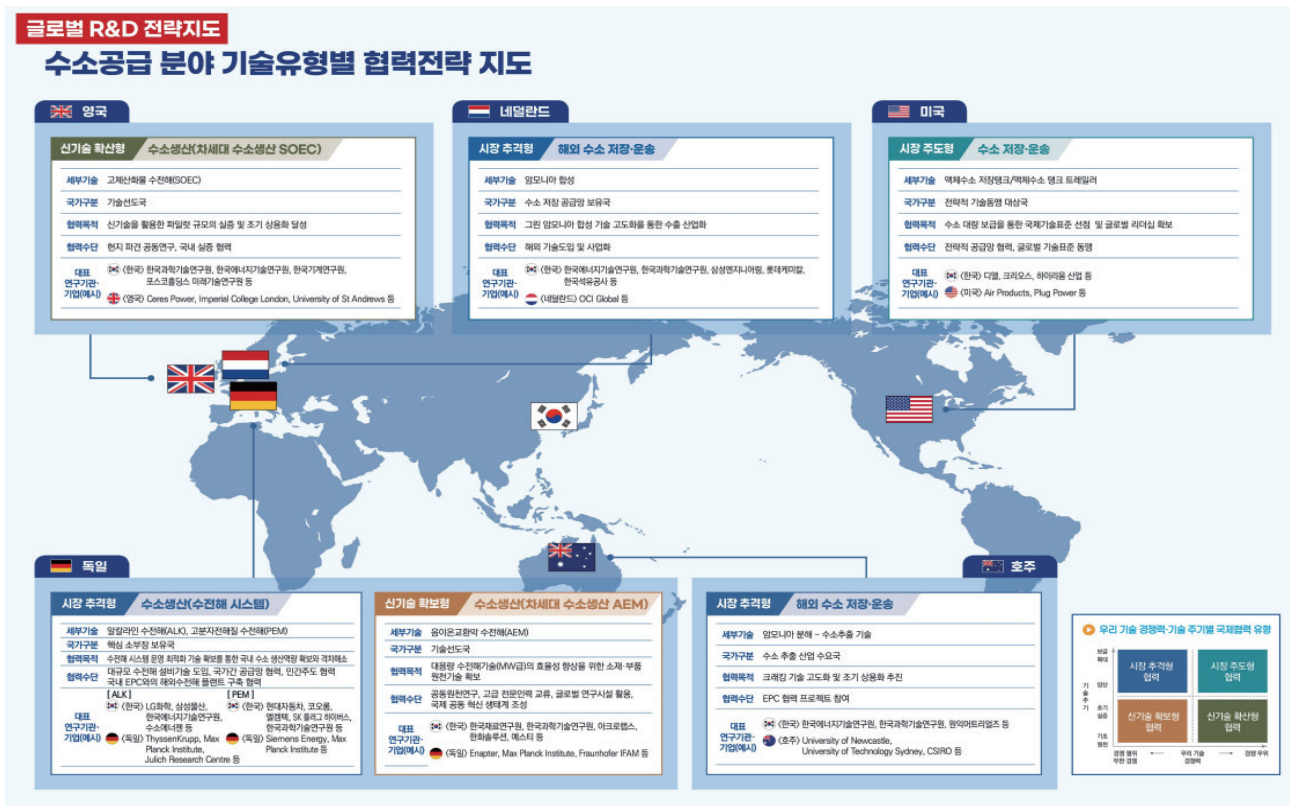 글로벌 R&D 전략지도
수소공급 분야 기술유형별 협력전략 지도
영국
신기술 확산형 수소생산(차세대 수소생산 SOEC)
세부기술 고체산화물 수전해(SOEC)
국가구분 기술선도국
협력목적 신기술을 활용한 파일럿 규모의 실증 및 조기 상용화 달성
협력수단 현지 파견 공동연구, 국내 실증 협력
대표
연구기관·
기업(예시)
(한국) 한국과학기술연구원, 한국에너지기술연구원, 한국기계연구원,
포스코홀딩스 미래기술연구원 등
(영국) Ceres Power, Imperial College London, University of St Andrews 등
네덜란드
시장 추격형 해외 수소 저장·운송
세부기술 암모니아 합성
국가구분 수소 저장 공급망 보유국
협력목적 그린 암모니아 합성 기술 고도화를 통한 수출 산업화
협력수단 해외 기술도입 및 사업화
대표
연구기관·
기업(예시)
(한국) 한국에너지기술연구원, 한국과학기술연구원, 삼성엔지니어링, 롯데케미칼,
한국석유공사 등
(네덜란드) OCI Global 등
미국
시장 주도형 수소 저장·운송
세부기술 액체수소 저장탱크/액체수소 탱크 트레일러
국가구분 전략적 기술동맹 대상국
협력목적 수소 대량 보급을 통한 국제기술표준 선점 및 글로벌 리더십 확보
협력수단 전략적 공급망 협력, 글로벌 기술표준 동맹
대표
연구기관·
기업(예시)
(한국) 디엘, 크리오스, 하이리움 산업 등
(미국) Air Products, Plug Power 등
독일
시장 추격형 수소생산(수전해 시스템)
세부기술 알칼라인 수전해(ALK), 고분자전해질 수전해(PEM)
국가구분 핵심 소부장 보유국
협력목적 수전해 시스템 운영 최적화 기술 확보를 통한 국내 수소 생산역량 확보와 격차해소
협력수단 대규모 수전해 설비기술 도입, 국가간 공급망 협력, 민간주도 협력
국내 EPC와의 해외수전해 플랜트 구축 협력
대표
연구기관·
기업(예시)
[ALK]
(한국) LG화학, 삼성물산,
한국에너지기술연구원,
수소에너젠 등
(독일) ThyssenKrupp, Max
Planck Institute,
Julich Research Centre 등
[PEM]
(한국) 현대자동차, 코오롱,
엘켐텍, SK 플러그 하이버스,
한국과학기술연구원 등
(독일) Siemens Energy, Max
Planck Institute 등
신기술 확보형 수소생산(차세대 수소생산 AEM)
세부기술 음이온교환막 수전해(AEM)
국가구분 기술선도국
협력목적 대용량 수전해기술(MW급)의 효율성 향상을 위한 소재·부품
원천기술 확보
협력수단 공동원천연구, 고급 전문인력 교류, 글로벌 연구시설 활용,
국제 공동 혁신 생태계 조성
대표
연구기관·
기업(예시)
(한국) 한국재료연구원, 한국과학기술연구원, 아크로랩스,
한화솔루션, 예스티 등
(독일) Enapter, Max Planck Institute, Fraunhofer IFAM 등
호주
시장 추격형 해외 수소 저장·운송
세부기술 암모니아 분해 - 수소추출 기술
국가구분 수소 추출 산업 수요국
협력목적 크래킹 기술 고도화 및 조기 상용화 추진
협력수단 EPC 협력 프로젝트 참여
대표
연구기관·
기업(예시)
(한국) 한국에너지기술연구원, 한국과학기술연구원, 원익머트리얼즈 등
(호주) University of Newcastle,
University of Technology Sydney, CSIRO 등
우리 기술 경쟁력·기술 주기별 국제협력 유형
보급
확대
양산
초기
실증
기초
원천
기
술
주
기
시장 추격형
협력
시장 주도형
협력
신기술 확보형
협력
신기술 확산형
협력
경쟁 열위
무한 경쟁
우리 기술
경쟁력
경쟁 우위